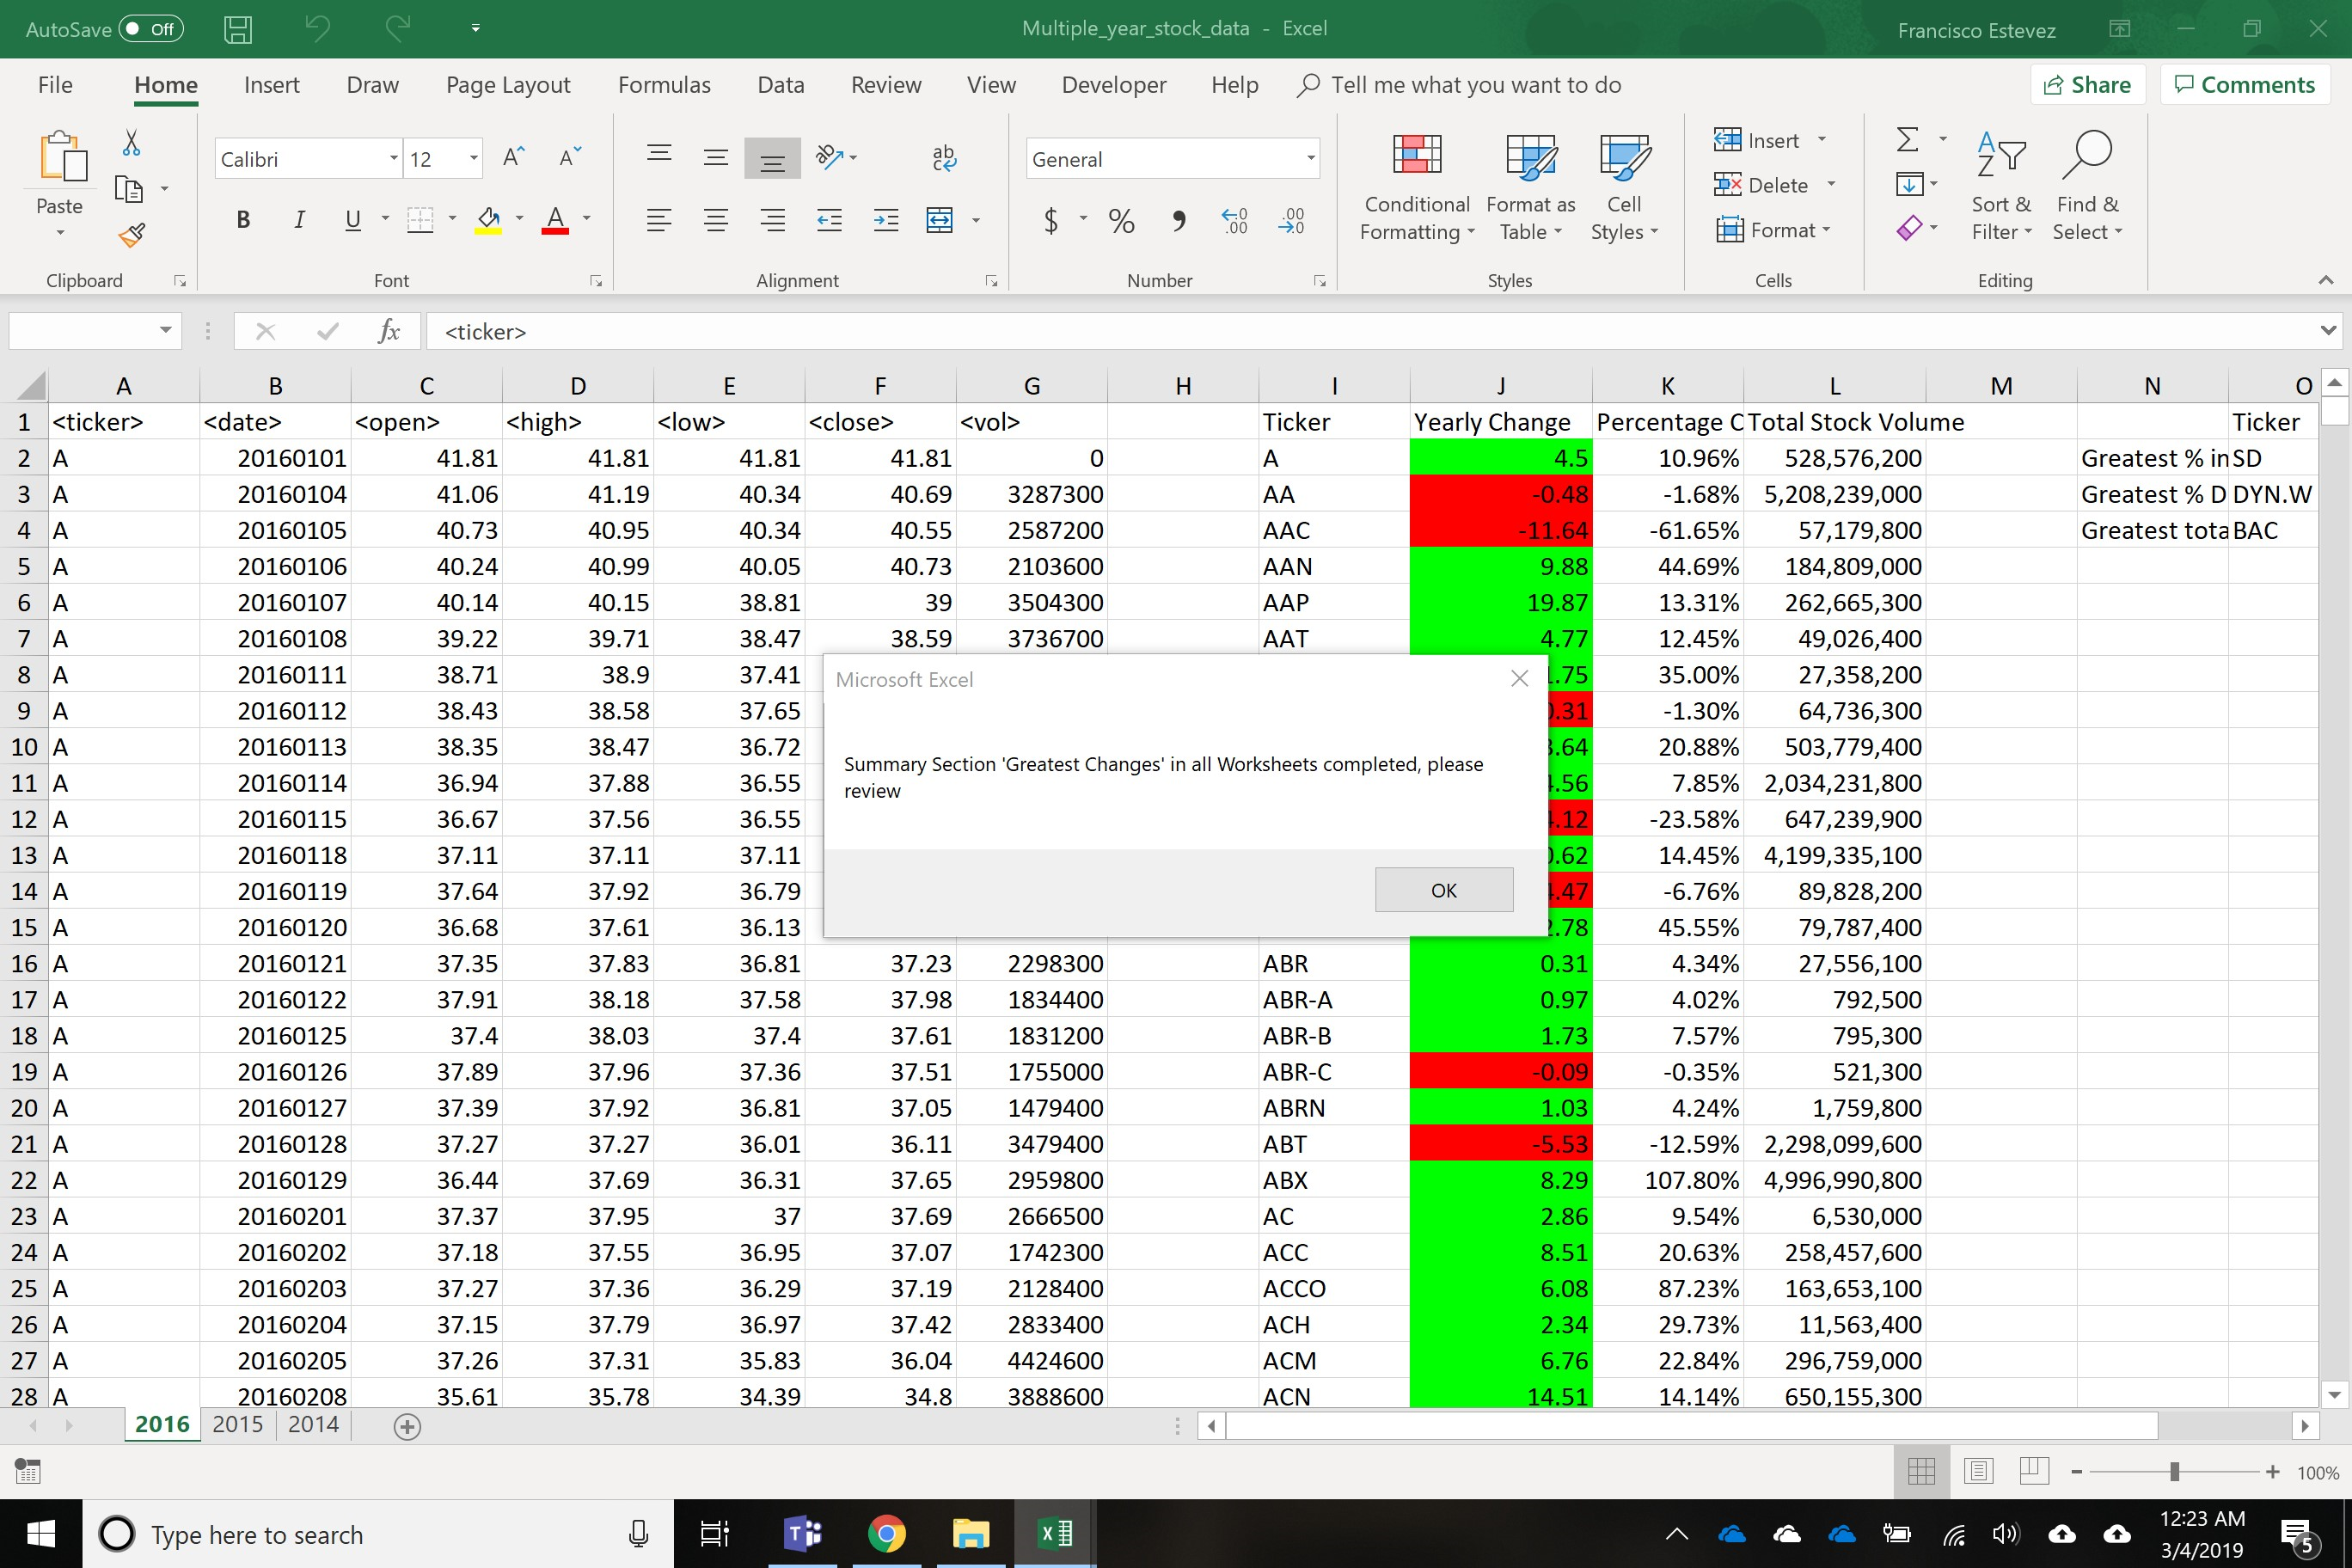 AutoSave Off Multiple_year_stock_data - Excel Francisco Estevez
File Home Insert Draw Page Layout Formulas Data Review View Developer Help Tell me what you want to do Share Comments
Paste
Calibri 12
B I U A
ab
General
$ % , .00 .00
Conditional Formatting
Format as Table
Cell Styles
Insert
Delete
Format
Sort & Filter
Find & Select
Clipboard Font Alignment Number Styles Cells Editing
fx <ticker>
A B C D E F G H I J K L M N O
1 <ticker> <date> <open> <high> <low> <close> <vol> Ticker Yearly Change Percentage C Total Stock Volume Ticker
2 A 20160101 41.81 41.81 41.81 41.81 0 A 4.5 10.96% 528,576,200 Greatest % in SD
3 A 20160104 41.06 41.19 40.34 40.69 3287300 AA -0.48 -1.68% 5,208,239,000 Greatest % D DYN.W
4 A 20160105 40.73 40.95 40.34 40.55 2587200 AAC -11.64 -61.65% 57,179,800 Greatest tota BAC
5 A 20160106 40.24 40.99 40.05 40.73 2103600 AAN 9.88 44.69% 184,809,000
6 A 20160107 40.14 40.15 38.81 39 3504300 AAP 19.87 13.31% 262,665,300
7 A 20160108 39.22 39.71 38.47 38.59 3736700 AAT 4.77 12.45% 49,026,400
8 A 20160111 38.71 38.9 37.41 .75 35.00% 27,358,200
9 A 20160112 38.43 38.58 37.65 .31 -1.30% 64,736,300
10 A 20160113 38.35 38.47 36.72 .64 20.88% 503,779,400
11 A 20160114 36.94 37.88 36.55 .56 7.85% 2,034,231,800
12 A 20160115 36.67 37.56 36.55 .12 -23.58% 647,239,900
13 A 20160118 37.11 37.11 37.11 .62 14.45% 4,199,335,100
14 A 20160119 37.64 37.92 36.79 .47 -6.76% 89,828,200
15 A 20160120 36.68 37.61 36.13 .78 45.55% 79,787,400
16 A 20160121 37.35 37.83 36.81 37.23 2298300 ABR 0.31 4.34% 27,556,100
17 A 20160122 37.91 38.18 37.58 37.98 1834400 ABR-A 0.97 4.02% 792,500
18 A 20160125 37.4 38.03 37.4 37.61 1831200 ABR-B 1.73 7.57% 795,300
19 A 20160126 37.89 37.96 37.36 37.51 1755000 ABR-C -0.09 -0.35% 521,300
20 A 20160127 37.39 37.92 36.81 37.05 1479400 ABRN 1.03 4.24% 1,759,800
21 A 20160128 37.27 37.27 36.01 36.11 3479400 ABT -5.53 -12.59% 2,298,099,600
22 A 20160129 36.44 37.69 36.31 37.65 2959800 ABX 8.29 107.80% 4,996,990,800
23 A 20160201 37.37 37.95 37 37.69 2666500 AC 2.86 9.54% 6,530,000
24 A 20160202 37.18 37.55 36.95 37.07 1742300 ACC 8.51 20.63% 258,457,600
25 A 20160203 37.27 37.36 36.29 37.19 2128400 ACCO 6.08 87.23% 163,653,100
26 A 20160204 37.15 37.79 36.97 37.42 2833400 ACH 2.34 29.73% 11,563,400
27 A 20160205 37.26 37.31 35.83 36.04 4424600 ACM 6.76 22.84% 296,759,000
28 A 20160208 35.61 35.78 34.39 34.8 3888600 ACN 14.51 14.14% 650,155,300
Microsoft Excel
Summary Section 'Greatest Changes' in all Worksheets completed, please
review
OK
2016 2015 2014
100%
Type here to search
12:23 AM
3/4/2019
5